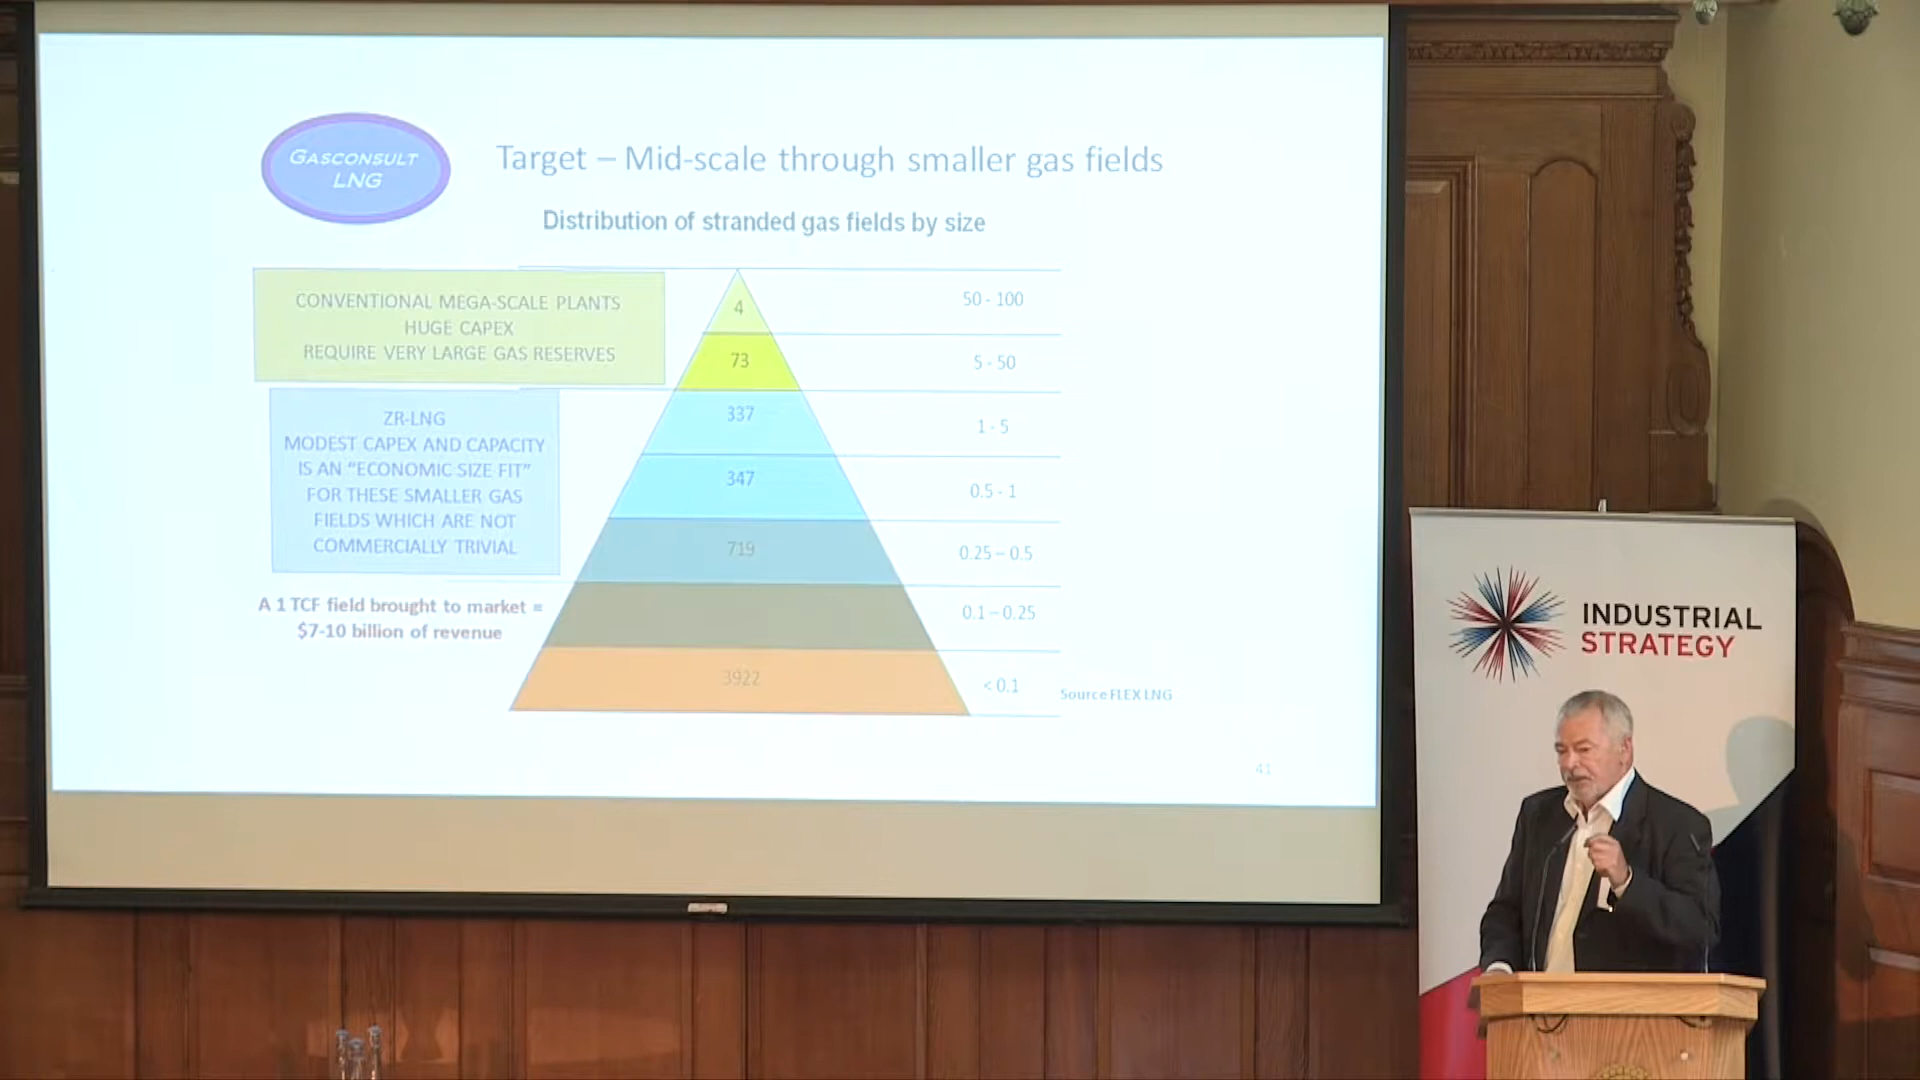 GASCONSULT
LNG
Target – Mid-scale through smaller gas fields
Distribution of stranded gas fields by size
CONVENTIONAL MEGA-SCALE PLANTS
HUGE CAPEX
REQUIRE VERY LARGE GAS RESERVES
4
50 - 100
73
5 - 50
ZR-LNG
MODEST CAPEX AND CAPACITY
IS AN “ECONOMIC SIZE FIT”
FOR THESE SMALLER GAS
FIELDS WHICH ARE NOT
COMMERCIALLY TRIVIAL
337
1 - 5
347
0.5 - 1
719
0.25 – 0.5
A 1 TCF field brought to market =
$7-10 billion of revenue
0.1 – 0.25
3922
< 0.1
Source FLEX LNG
41
INDUSTRIAL
STRATEGY